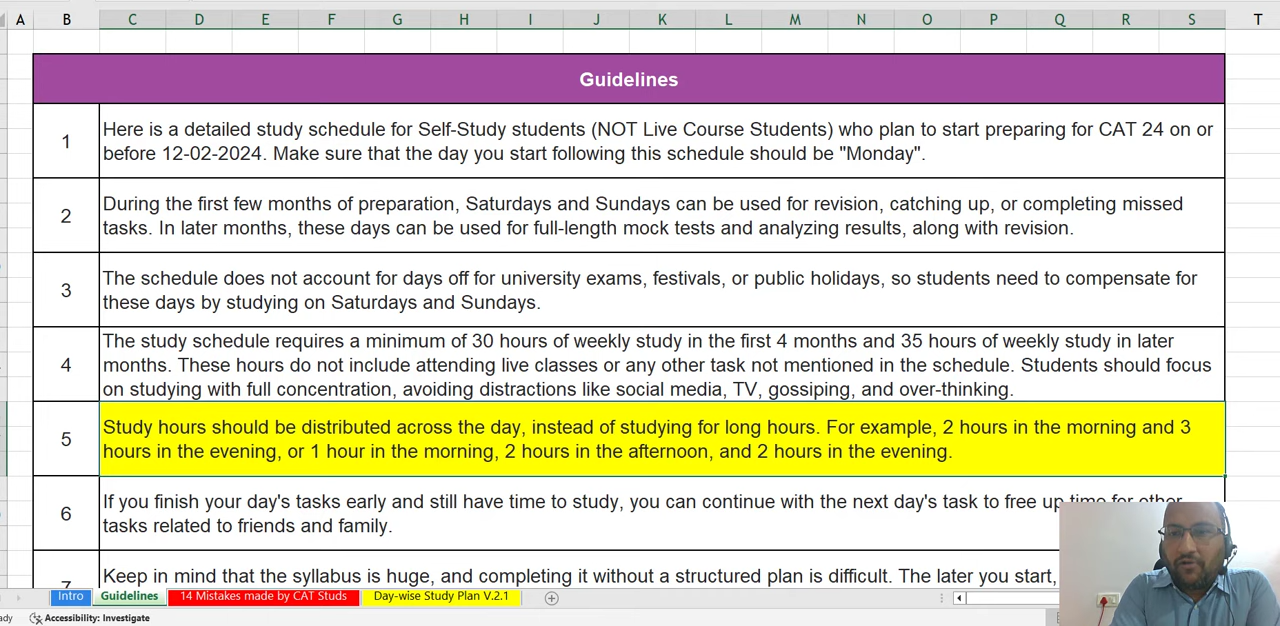 A B C D E F G H I J K L M N O P Q R S T
Guidelines
1
Here is a detailed study schedule for Self-Study students (NOT Live Course Students) who plan to start preparing for CAT 24 on or
before 12-02-2024. Make sure that the day you start following this schedule should be "Monday".
2
During the first few months of preparation, Saturdays and Sundays can be used for revision, catching up, or completing missed
tasks. In later months, these days can be used for full-length mock tests and analyzing results, along with revision.
3
The schedule does not account for days off for university exams, festivals, or public holidays, so students need to compensate for
these days by studying on Saturdays and Sundays.
4
The study schedule requires a minimum of 30 hours of weekly study in the first 4 months and 35 hours of weekly study in later
months. These hours do not include attending live classes or any other task not mentioned in the schedule. Students should focus
on studying with full concentration, avoiding distractions like social media, TV, gossiping, and over-thinking.
5
Study hours should be distributed across the day, instead of studying for long hours. For example, 2 hours in the morning and 3
hours in the evening, or 1 hour in the morning, 2 hours in the afternoon, and 2 hours in the evening.
6
If you finish your day's tasks early and still have time to study, you can continue with the next day's task to free up time for other
tasks related to friends and family.
7
Keep in mind that the syllabus is huge, and completing it without a structured plan is difficult. The later you start,
Intro Guidelines 14 Mistakes made by CAT Studs Day-wise Study Plan V.2.1
Accessibility: Investigate